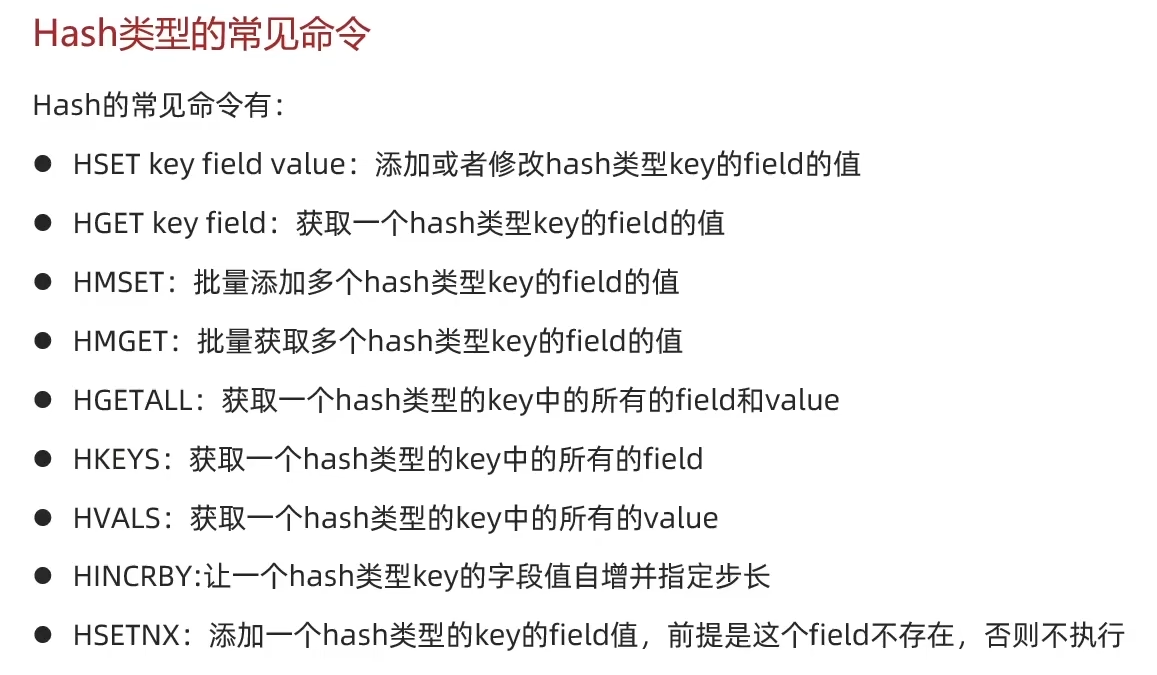 Hash类型的常见命令
Hash的常见命令有：
● HSET key field value：添加或者修改hash类型key的field的值
● HGET key field：获取一个hash类型key的field的值
● HMSET：批量添加多个hash类型key的field的值
● HMGET：批量获取多个hash类型key的field的值
● HGETALL：获取一个hash类型的key中的所有的field和value
● HKEYS：获取一个hash类型的key中的所有的field
● HVALS：获取一个hash类型的key中的所有的value
● HINCRBY:让一个hash类型key的字段值自增并指定步长
● HSETNX：添加一个hash类型的key的field值，前提是这个field不存在，否则不执行